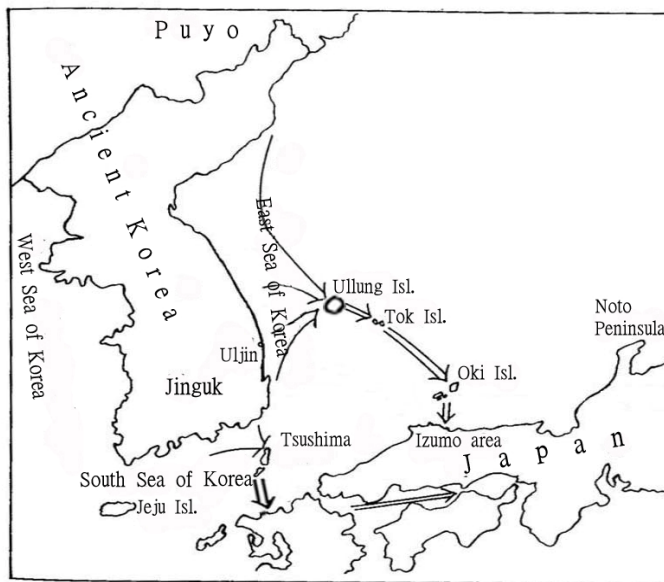 Puyo
Ancient Korea
East Sea of Korea
West Sea of Korea
Ullung Isl.
Tok Isl.
Noto
Peninsula
Uljin
Jinguk
Oki Isl.
Tsushima
Izumo area
Japan
South Sea of Korea
Jeju Isl.